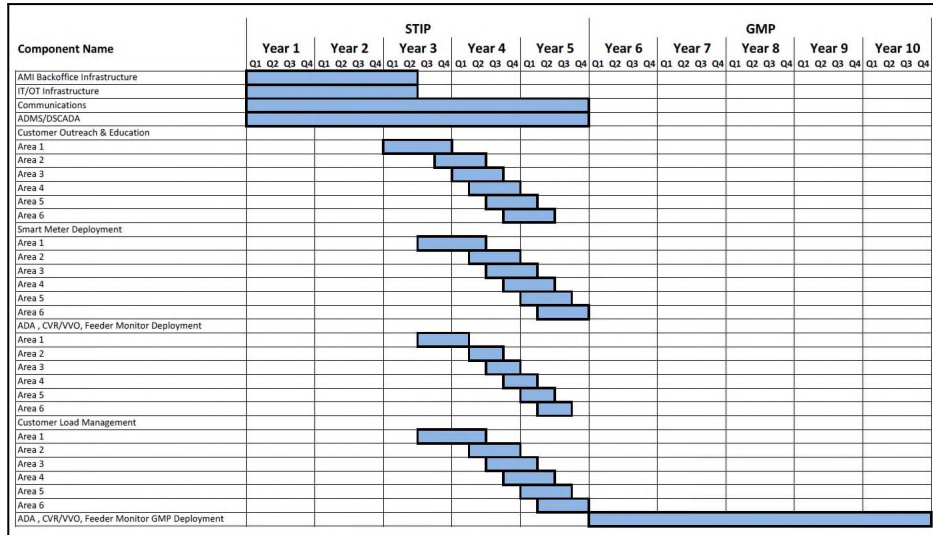 STIP GMP
Component Name Year 1 Year 2 Year 3 Year 4 Year 5 Year 6 Year 7 Year 8 Year 9 Year 10
Q1 Q2 Q3 Q4 Q1 Q2 Q3 Q4 Q1 Q2 Q3 Q4 Q1 Q2 Q3 Q4 Q1 Q2 Q3 Q4 Q1 Q2 Q3 Q4 Q1 Q2 Q3 Q4 Q1 Q2 Q3 Q4 Q1 Q2 Q3 Q4 Q1 Q2 Q3 Q4
AMI Backoffice Infrastructure
IT/OT Infrastructure
Communications
ADMS/DSCADA
Customer Outreach & Education
Area 1
Area 2
Area 3
Area 4
Area 5
Area 6
Smart Meter Deployment
Area 1
Area 2
Area 3
Area 4
Area 5
Area 6
ADA , CVR/VVO, Feeder Monitor Deployment
Area 1
Area 2
Area 3
Area 4
Area 5
Area 6
Customer Load Management
Area 1
Area 2
Area 3
Area 4
Area 5
Area 6
ADA , CVR/VVO, Feeder Monitor GMP Deployment